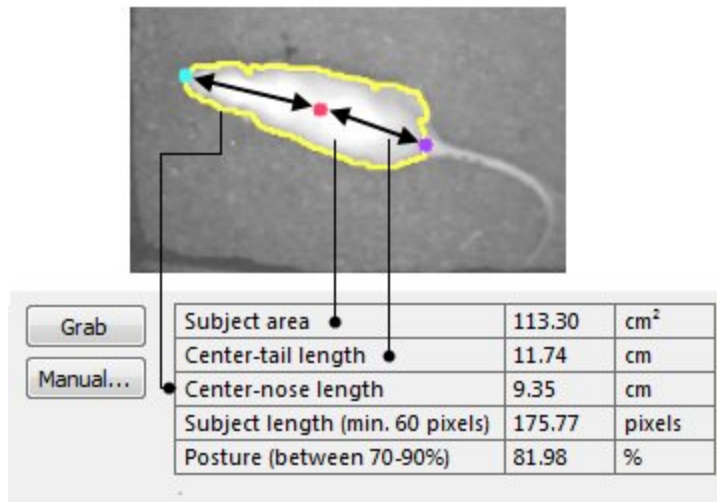 Grab
Manual...
Subject area 113.30 cm²
Center-tail length 11.74 cm
Center-nose length 9.35 cm
Subject length (min. 60 pixels) 175.77 pixels
Posture (between 70-90%) 81.98 %